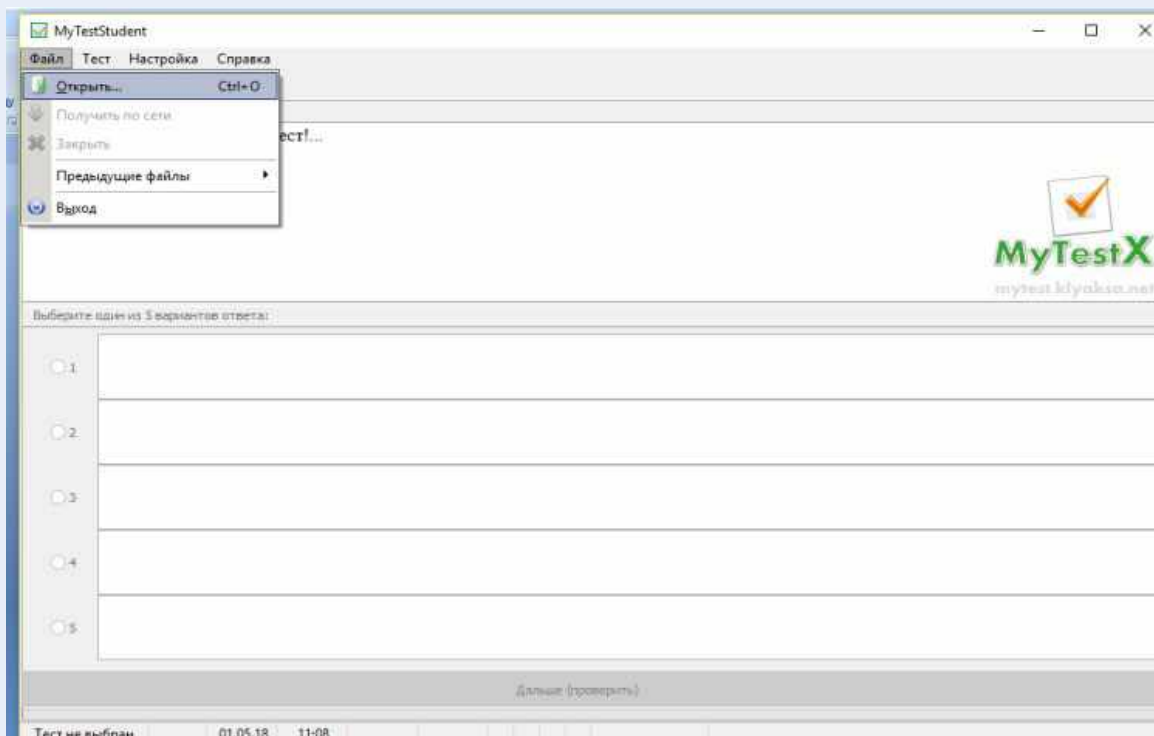 MyTestStudent
Файл Тест Настройка Справка
Открыть... Ctrl+O
Получить по сети
Закрыть
ест!...
Предыдущие файлы
Выход
MyTestX
mytest.klyaksa.net
Выберите один из 5 вариантов ответа:
1
2
3
4
5
Дальше (проверить)
Тест не выбран 01.05.18 11:08